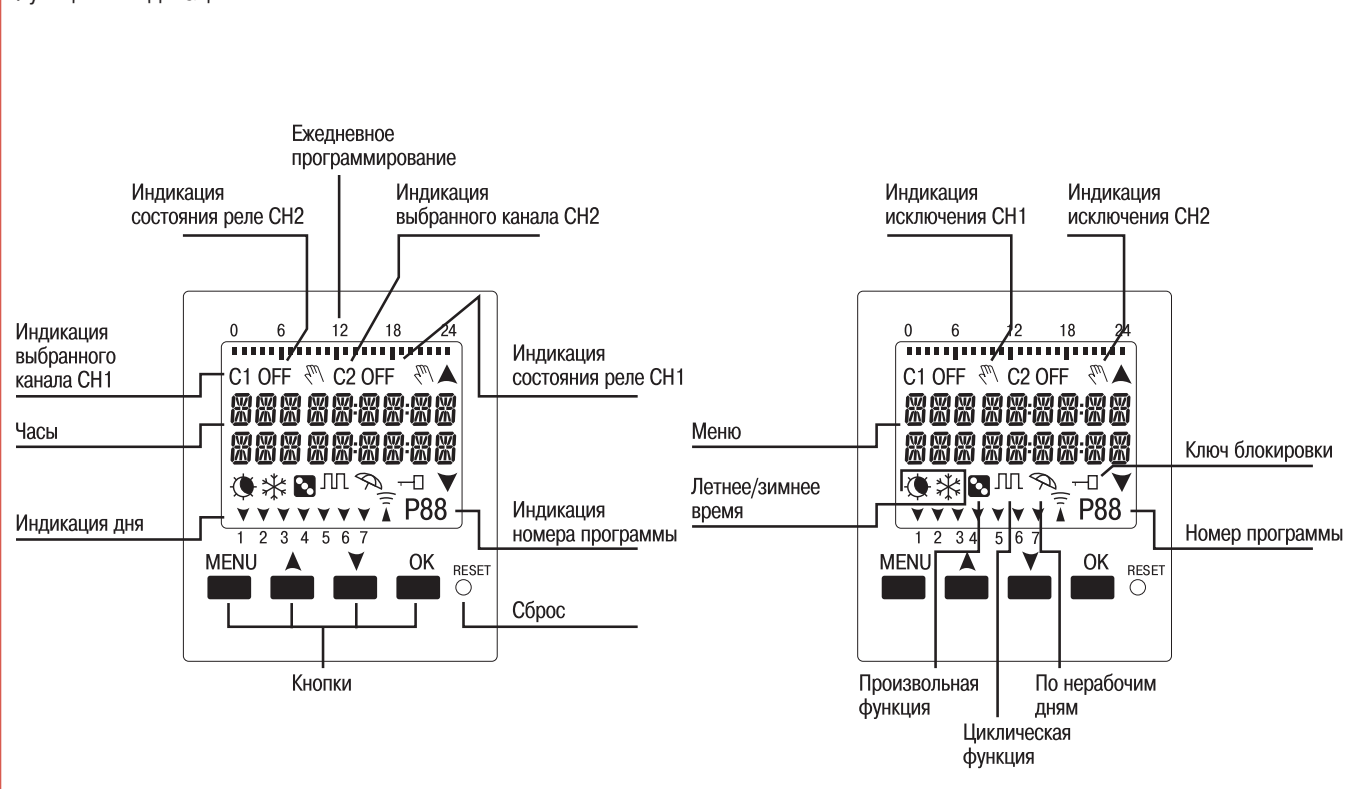 Ежедневное
программирование
Индикация
состояния реле CH2
Индикация
выбранного канала CH2
Индикация
выбранного
канала CH1
Индикация
состояния реле CH1
Часы
Индикация дня
Индикация
номера программы
Сброс
Кнопки
0 6 12 18 24
C1 OFF C2 OFF
P88
1 2 3 4 5 6 7
MENU OK RESET
Индикация
исключения CH1
Индикация
исключения CH2
Меню
Летнее/зимнее
время
Ключ блокировки
Номер программы
0 6 12 18 24
C1 OFF C2 OFF
P88
1 2 3 4 5 6 7
MENU OK RESET
Произвольная
функция
Циклическая
функция
По нерабочим
дням